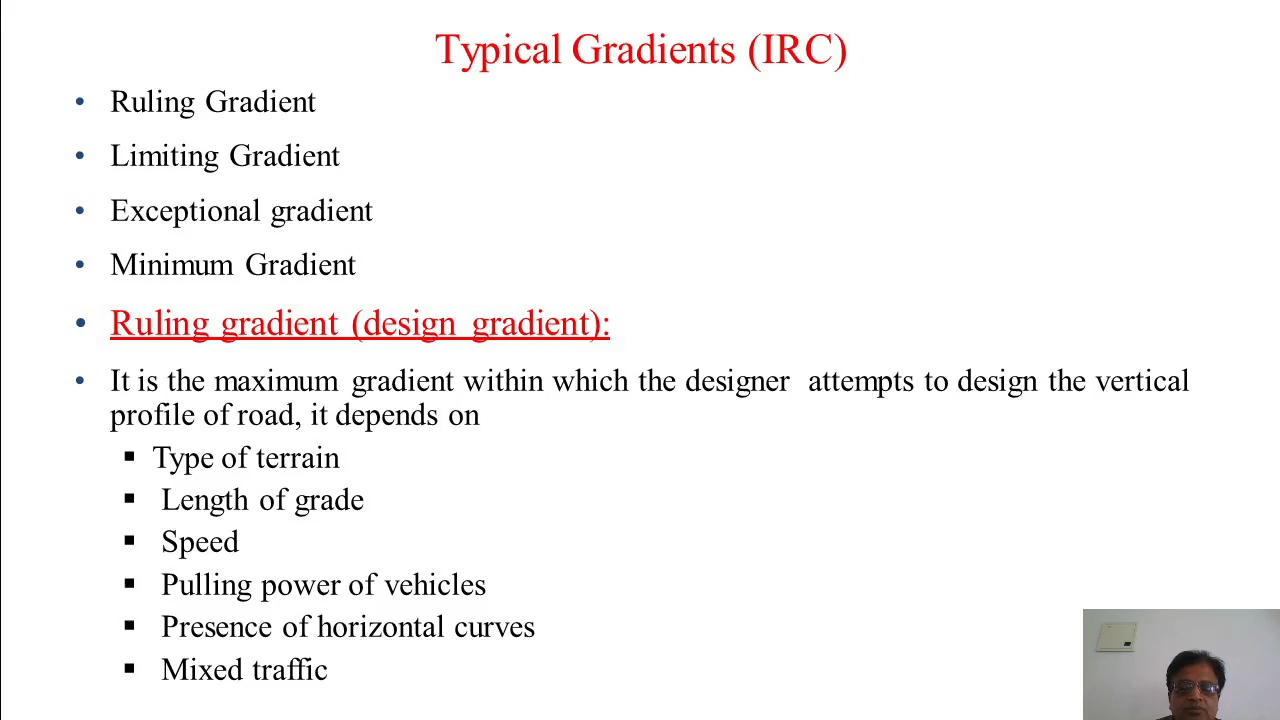 Typical Gradients (IRC)
• Ruling Gradient
• Limiting Gradient
• Exceptional gradient
• Minimum Gradient
• Ruling gradient (design gradient):
• It is the maximum gradient within which the designer attempts to design the vertical
profile of road, it depends on
▪ Type of terrain
▪ Length of grade
▪ Speed
▪ Pulling power of vehicles
▪ Presence of horizontal curves
▪ Mixed traffic